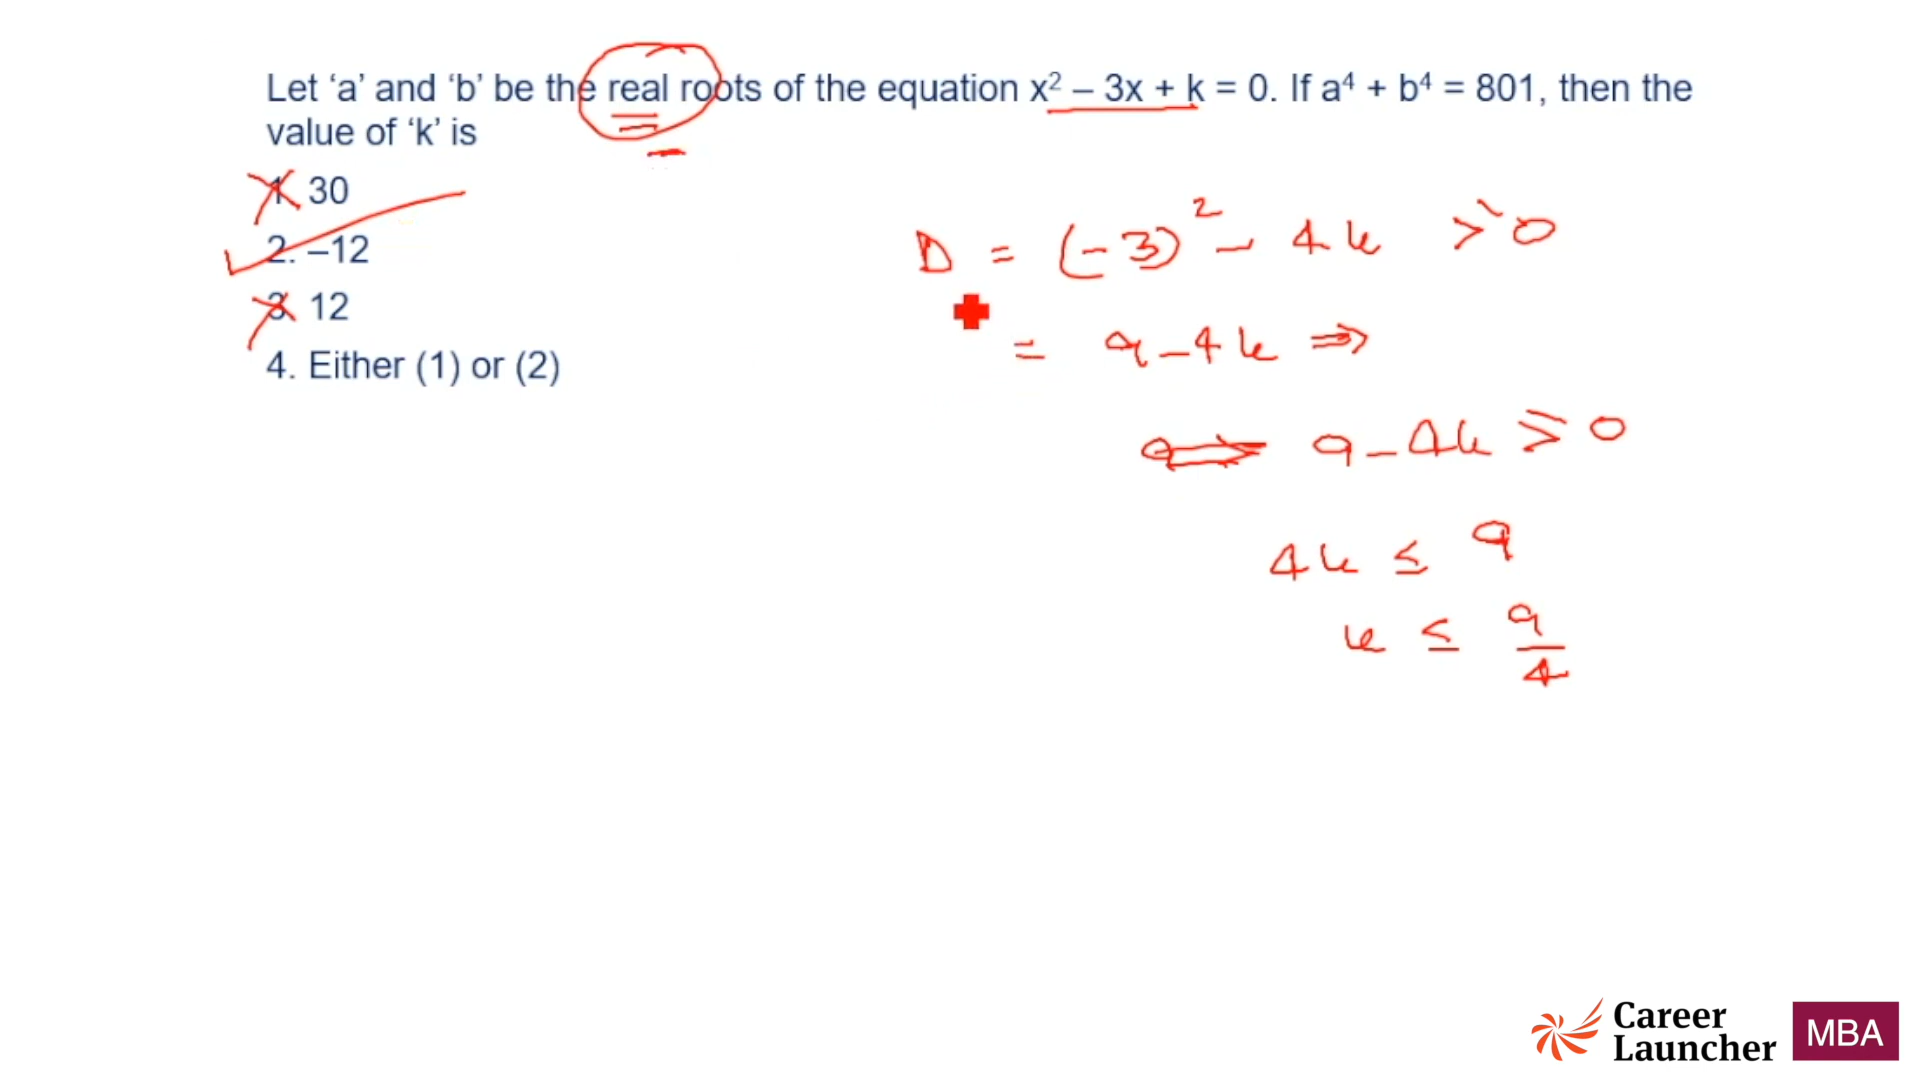 Let ‘a’ and ‘b’ be the real roots of the equation x² – 3x + k = 0. If a⁴ + b⁴ = 801, then the
value of ‘k’ is
1. 30
2. –12
3. 12
4. Either (1) or (2)
D = (-3)² - 4k ≥ 0
= 9 - 4k ⇒
9 - 4k ≥ 0
4k ≤ 9
k ≤ 9/4
Career
Launcher
MBA